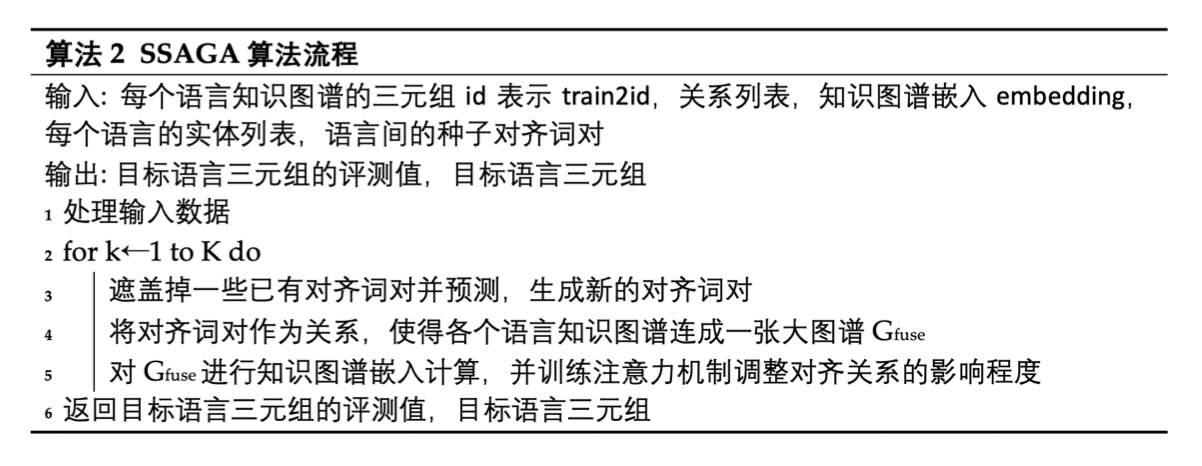 算法 2 SSAGA 算法流程
输入: 每个语言知识图谱的三元组 id 表示 train2id，关系列表，知识图谱嵌入 embedding，
每个语言的实体列表，语言间的种子对齐词对
输出: 目标语言三元组的评测值，目标语言三元组
1 处理输入数据
2 for k←1 to K do
3 遮盖掉一些已有对齐词对并预测，生成新的对齐词对
4 将对齐词对作为关系，使得各个语言知识图谱连成一张大图谱 Gfuse
5 对 Gfuse 进行知识图谱嵌入计算，并训练注意力机制调整对齐关系的影响程度
6 返回目标语言三元组的评测值，目标语言三元组